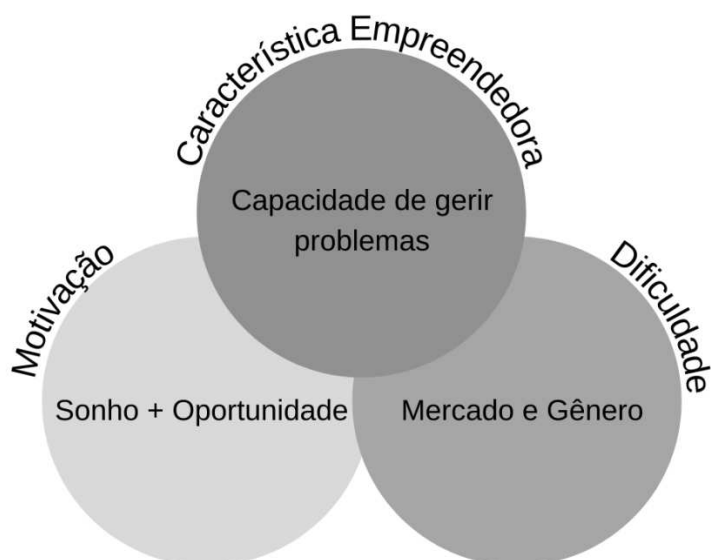 Característica Empreendedora
Capacidade de gerir
problemas
Motivação
Sonho + Oportunidade
Dificuldade
Mercado e Gênero